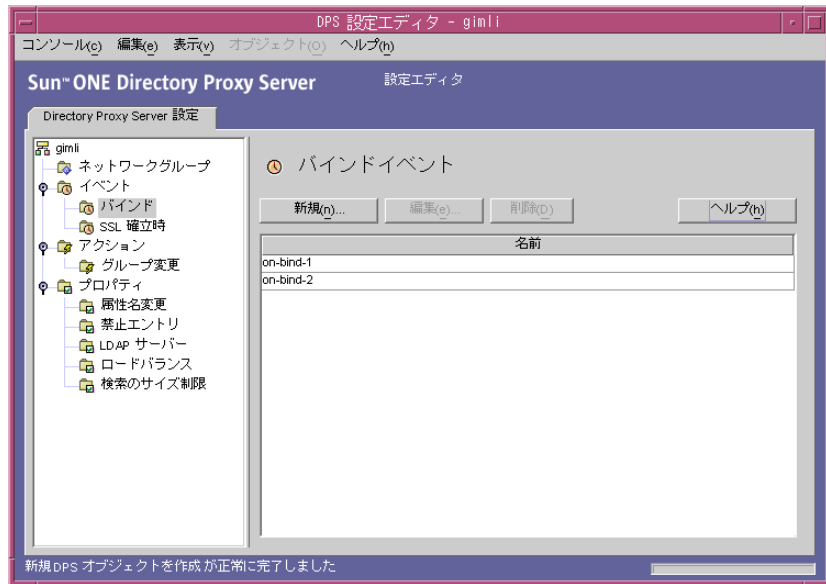 DPS 設定エディタ - gimli
コンソール(c) 編集(e) 表示(v) オブジェクト(o) ヘルプ(h)
Sun™ ONE Directory Proxy Server 設定エディタ
Directory Proxy Server 設定
gimli
ネットワークグループ
イベント
バインド
SSL 確立時
アクション
グループ変更
プロパティ
属性名変更
禁止エントリ
LDAP サーバー
ロードバランス
検索のサイズ制限
バインドイベント
新規(n)... 編集(e)... 削除(D) ヘルプ(h)
名前
on-bind-1
on-bind-2
新規DPS オブジェクトを作成 が正常に完了しました